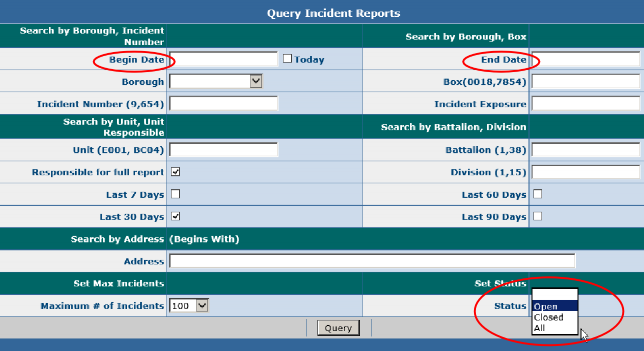 Query Incident Reports
Search by Borough, Incident
Number
Search by Borough, Box
Begin Date
Today
End Date
Borough
Box(0018,7854)
Incident Number (9,654)
Incident Exposure
Search by Unit, Unit
Responsible
Search by Battalion, Division
Unit (E001, BC04)
Battalion (1,38)
Responsible for full report
Division (1,15)
Last 7 Days
Last 60 Days
Last 30 Days
Last 90 Days
Search by Address (Begins With)
Address
Set Max Incidents
Set Status
Maximum # of Incidents
100
Status
Open
Closed
All
Query